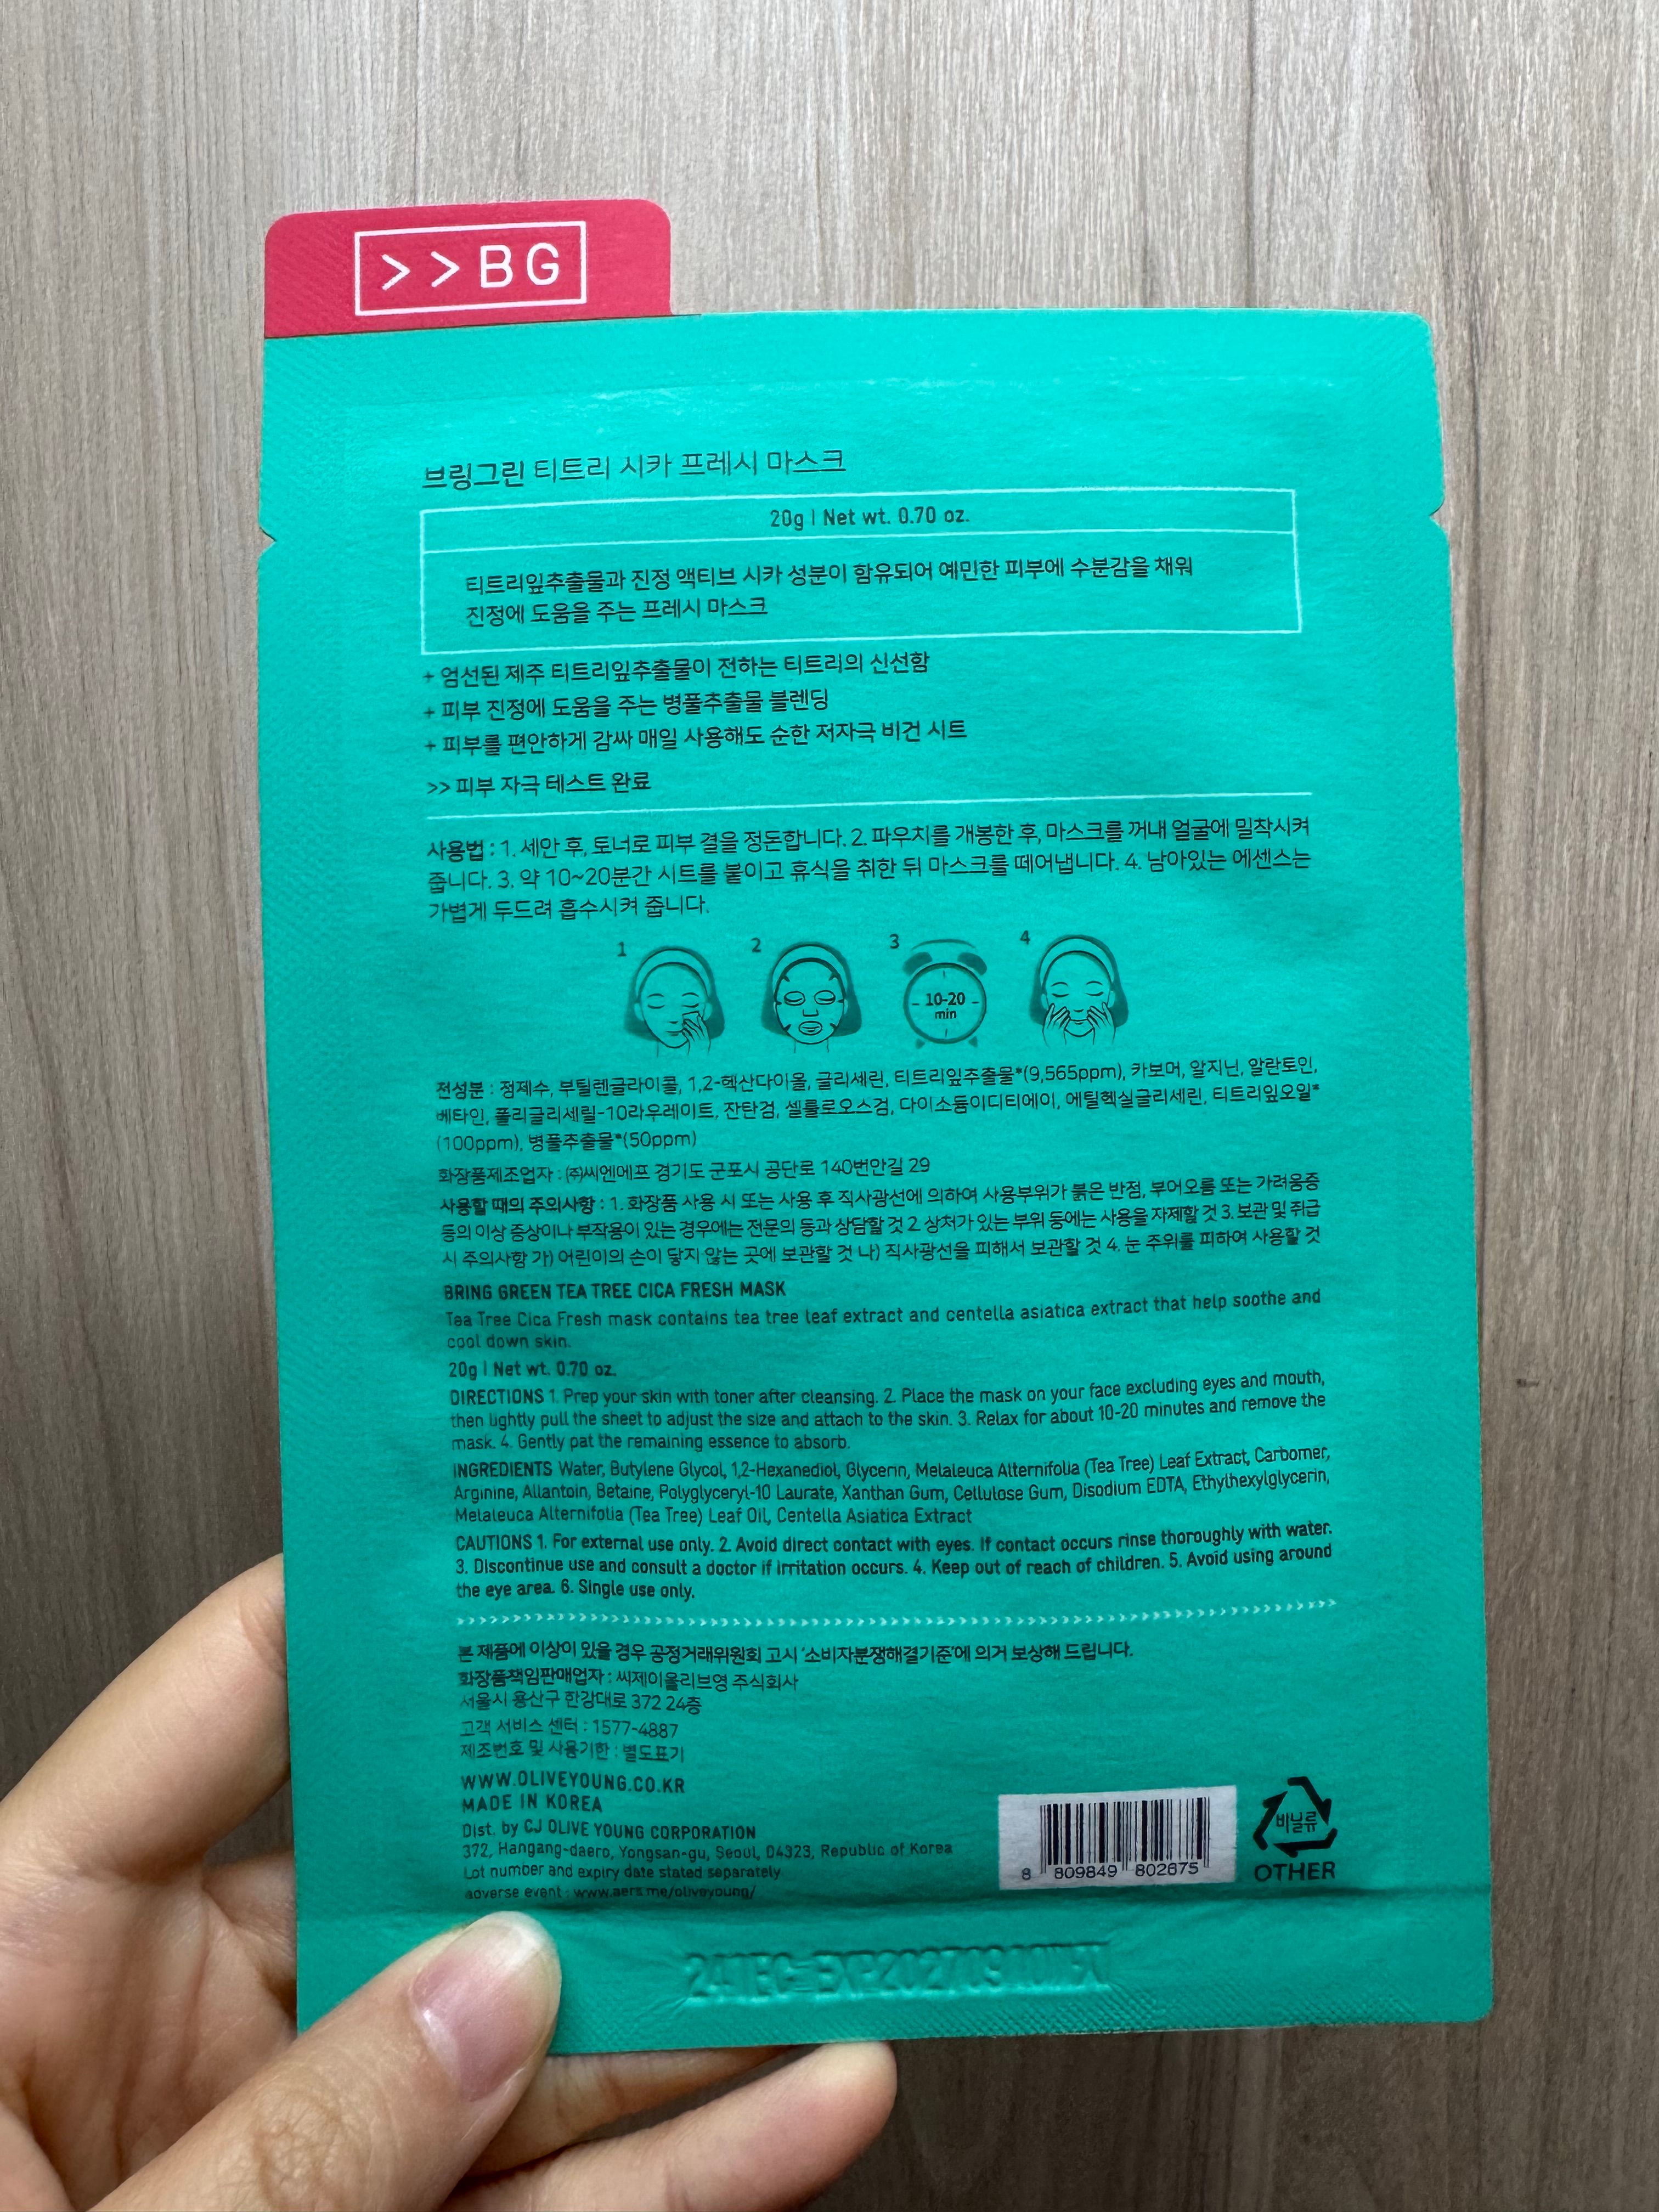 >>BG
브링그린 티트리 시카 프레시 마스크
20g | Net wt. 0.70 oz.
티트리잎추출물과 진정 액티브 시카 성분이 함유되어 예민한 피부에 수분감을 채워
진정에 도움을 주는 프레시 마스크
+ 엄선된 제주 티트리잎추출물이 전하는 티트리의 신선함
+ 피부 진정에 도움을 주는 병풀추출물 블렌딩
+ 피부를 편안하게 감싸 매일 사용해도 순한 저자극 비건 시트
>> 피부 자극 테스트 완료
사용법 : 1. 세안 후, 토너로 피부 결을 정돈합니다. 2. 파우치를 개봉한 후, 마스크를 꺼내 얼굴에 밀착시켜
줍니다. 3. 약 10~20분간 시트를 붙이고 휴식을 취한 뒤 마스크를 떼어냅니다. 4. 남아있는 에센스는
가볍게 두드려 흡수시켜 줍니다.
1 2 3 4
10-20
min
전성분 : 정제수, 부틸렌글라이콜, 1,2-헥산다이올, 글리세린, 티트리잎추출물*(9,565ppm), 카보머, 알지닌, 알란토인,
베타인, 폴리글리세릴-10라우레이트, 잔탄검, 셀룰로오스검, 다이소듐이디티에이, 에틸헥실글리세린, 티트리잎오일*
(100ppm), 병풀추출물*(50ppm)
화장품제조업자 : ㈜씨엔에프 경기도 군포시 공단로 140번안길 29
사용할 때의 주의사항 : 1. 화장품 사용 시 또는 사용 후 직사광선에 의하여 사용부위가 붉은 반점, 부어오름 또는 가려움증
등의 이상 증상이나 부작용이 있는 경우에는 전문의 등과 상담할 것 2. 상처가 있는 부위 등에는 사용을 자제할 것 3. 보관 및 취급
시 주의사항 가) 어린이의 손이 닿지 않는 곳에 보관할 것 나) 직사광선을 피해서 보관할 것 4. 눈 주위를 피하여 사용할 것
BRING GREEN TEA TREE CICA FRESH MASK
Tea Tree Cica Fresh mask contains tea tree leaf extract and centella asiatica extract that help soothe and
cool down skin.
20g | Net wt. 0.70 oz.
DIRECTIONS 1. Prep your skin with toner after cleansing. 2. Place the mask on your face excluding eyes and mouth,
then lightly pull the sheet to adjust the size and attach to the skin. 3. Relax for about 10-20 minutes and remove the
mask. 4. Gently pat the remaining essence to absorb.
INGREDIENTS Water, Butylene Glycol, 1,2-Hexanediol, Glycerin, Melaleuca Alternifolia (Tea Tree) Leaf Extract, Carbomer,
Arginine, Allantoin, Betaine, Polyglyceryl-10 Laurate, Xanthan Gum, Cellulose Gum, Disodium EDTA, Ethylhexylglycerin,
Melaleuca Alternifolia (Tea Tree) Leaf Oil, Centella Asiatica Extract
CAUTIONS 1. For external use only. 2. Avoid direct contact with eyes. If contact occurs rinse thoroughly with water.
3. Discontinue use and consult a doctor if irritation occurs. 4. Keep out of reach of children. 5. Avoid using around
the eye area. 6. Single use only.
본 제품에 이상이 있을 경우 공정거래위원회 고시 '소비자분쟁해결기준'에 의거 보상해 드립니다.
화장품책임판매업자 : 씨제이올리브영 주식회사
서울시 용산구 한강대로 372 24층
고객 서비스 센터 : 1577-4887
제조번호 및 사용기한 : 별도표기
WWW.OLIVEYOUNG.CO.KR
MADE IN KOREA
Dist. by CJ OLIVE YOUNG CORPORATION
372, Hangang-daero, Yongsan-gu, Seoul, 04323, Republic of Korea
Lot number and expiry date stated separately
adverse event : www.aers.me/oliveyoung/
8 809849 802675
비닐류
OTHER